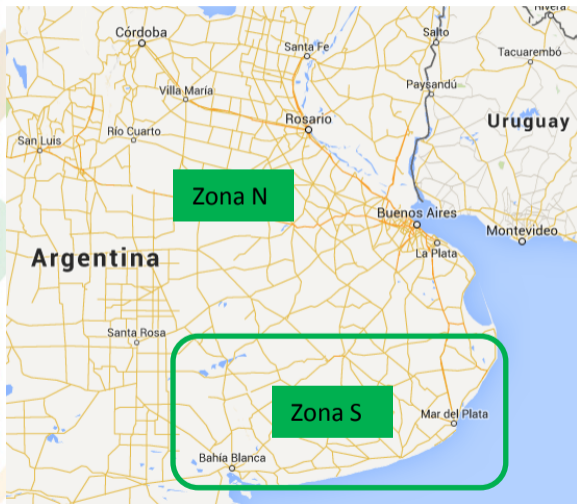 Rivera
Córdoba
Salto
Santa Fe
Tacuarembó
Villa María
Paysandú
Rosario
Uruguay
Río Cuarto
San Luis
Zona N
Buenos Aires
Montevideo
La Plata
Argentina
Santa Rosa
Zona S
Mar del Plata
Bahía Blanca